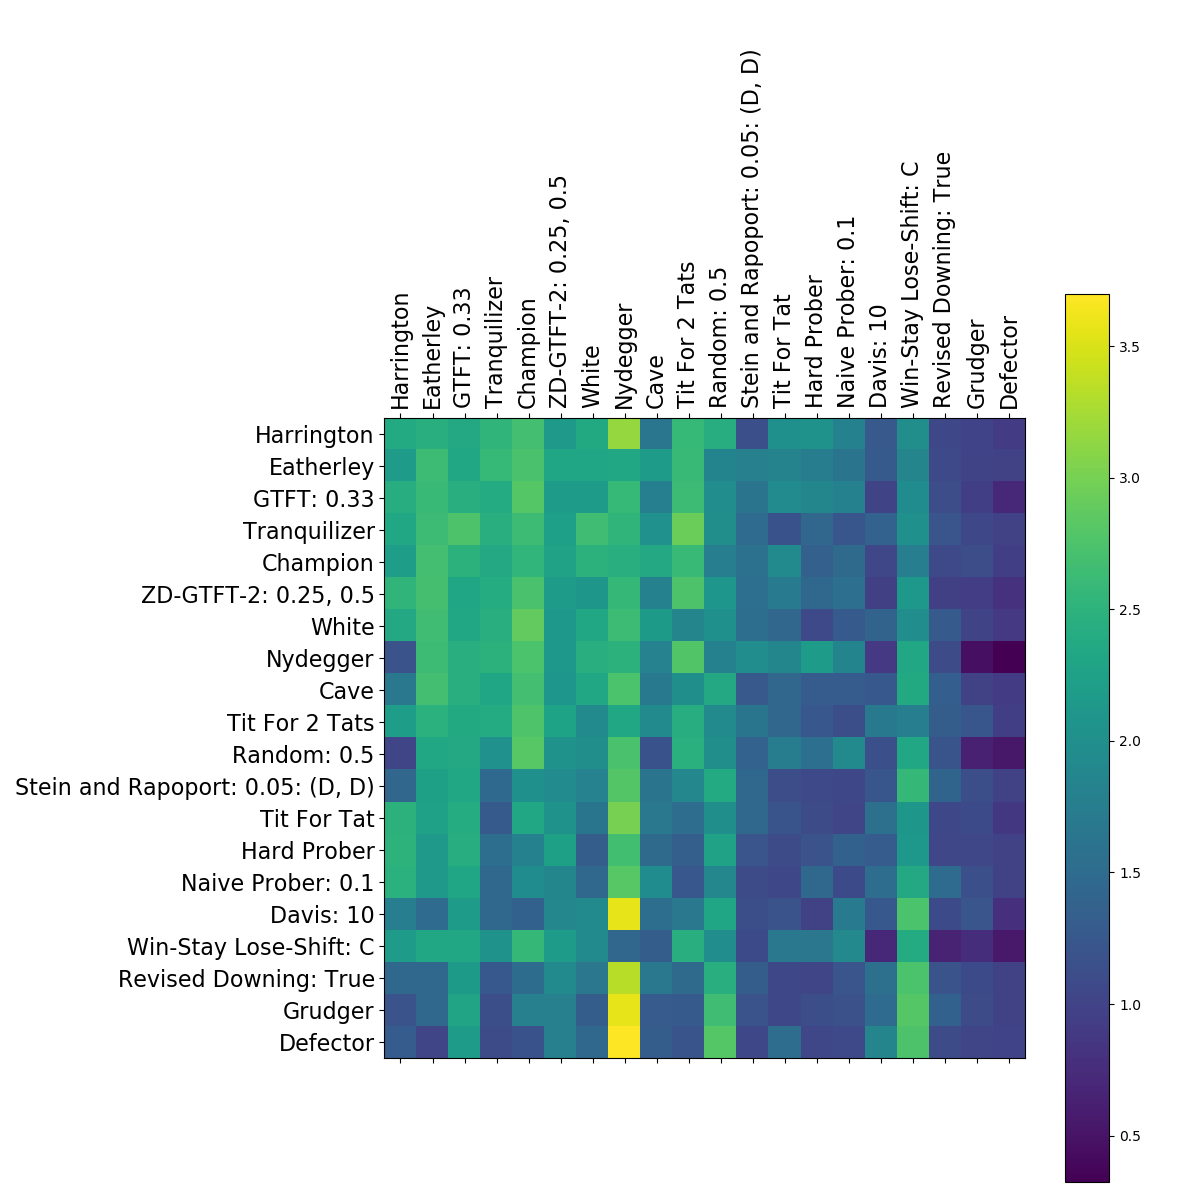 Harrington
Eatherley
GTFT: 0.33
Tranquilizer
Champion
ZD-GTFT-2: 0.25, 0.5
White
Nydegger
Cave
Tit For 2 Tats
Random: 0.5
Stein and Rapoport: 0.05: (D, D)
Tit For Tat
Hard Prober
Naive Prober: 0.1
Davis: 10
Win-Stay Lose-Shift: C
Revised Downing: True
Grudger
Defector
Harrington
Eatherley
GTFT: 0.33
Tranquilizer
Champion
ZD-GTFT-2: 0.25, 0.5
White
Nydegger
Cave
Tit For 2 Tats
Random: 0.5
Stein and Rapoport: 0.05: (D, D)
Tit For Tat
Hard Prober
Naive Prober: 0.1
Davis: 10
Win-Stay Lose-Shift: C
Revised Downing: True
Grudger
Defector
3.5
3.0
2.5
2.0
1.5
1.0
0.5